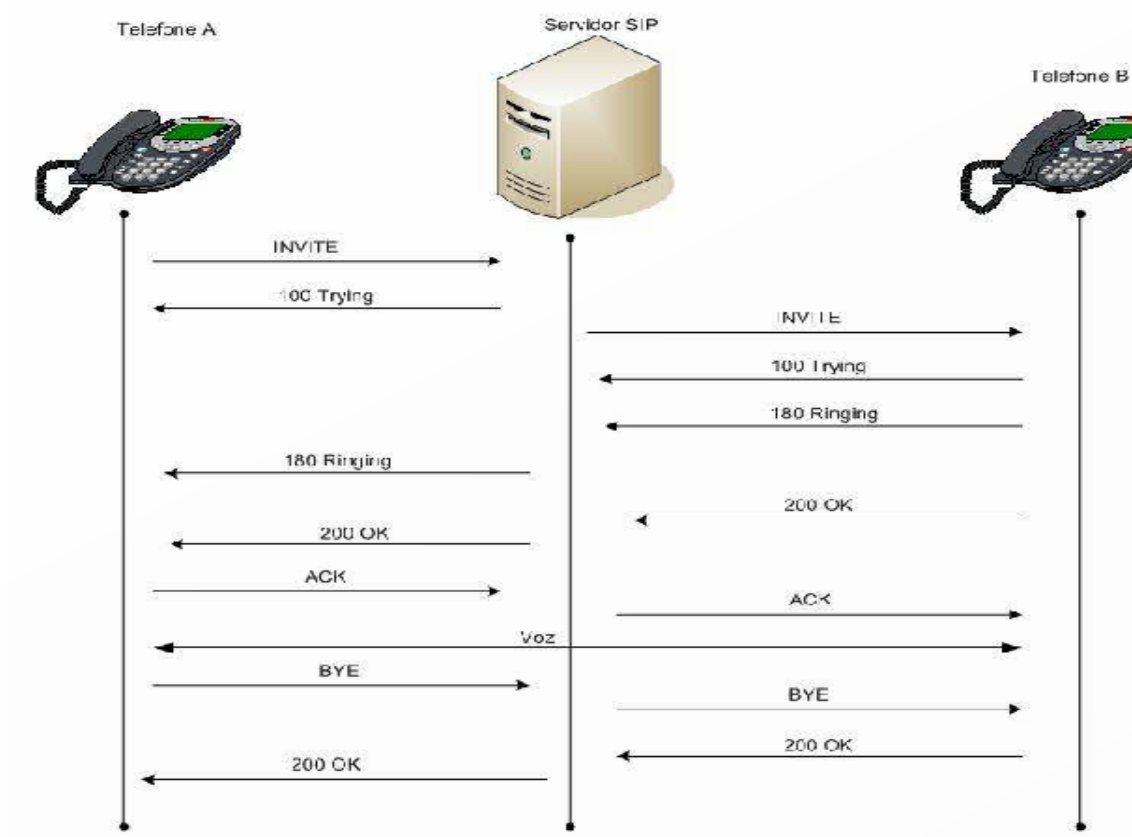 Telefone A
Servidor SIP
Telefone B
INVITE
100 Trying
INVITE
100 Trying
180 Ringing
180 Ringing
200 OK
200 OK
ACK
ACK
Voz
BYE
BYE
200 OK
200 OK